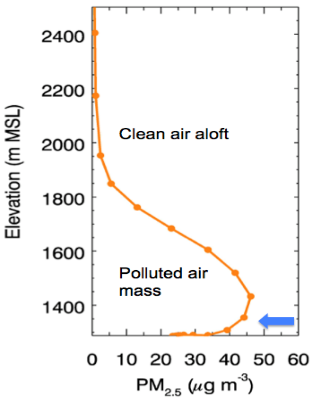 2400
2200
2000
1800
1600
1400
Elevation (m MSL)
Clean air aloft
Polluted air
mass
0 10 20 30 40 50 60
PM2.5 (μg m-3)